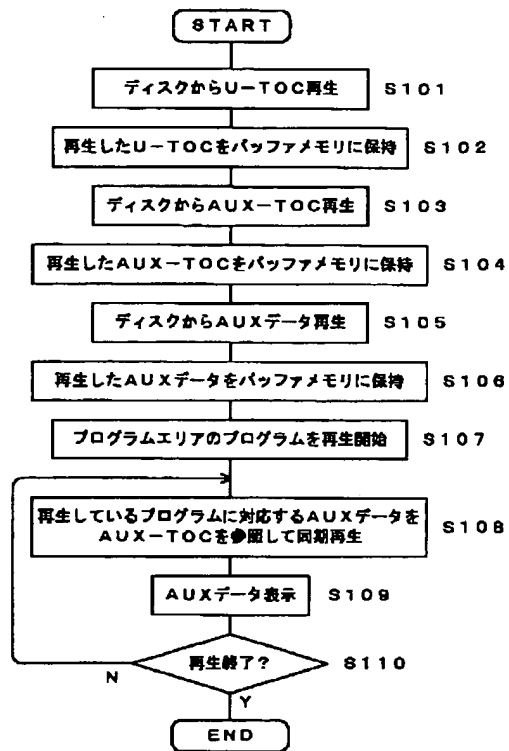 START
ディスクからU-TOC再生 S101
再生したU-TOCをバッファメモリに保持 S102
ディスクからAUX-TOC再生 S103
再生したAUX-TOCをバッファメモリに保持 S104
ディスクからAUXデータ再生 S105
再生したAUXデータをバッファメモリに保持 S106
プログラムエリアのプログラムを再生開始 S107
再生しているプログラムに対応するAUXデータを
AUX-TOCを参照して同期再生 S108
AUXデータ表示 S109
再生終了? S110
N
Y
END